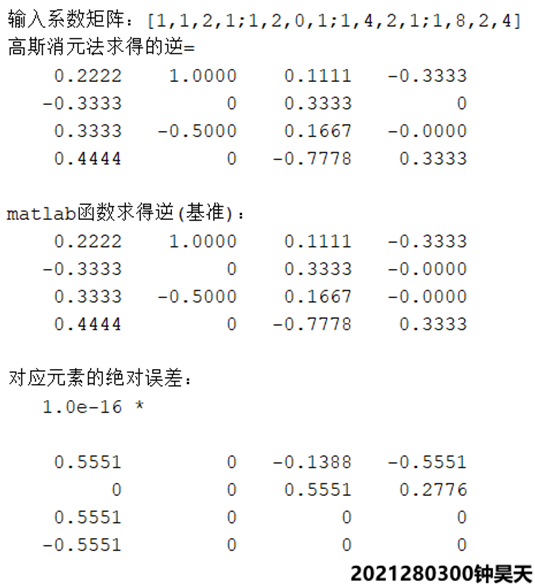 输入系数矩阵：[1,1,2,1;1,2,0,1;1,4,2,1;1,8,2,4]
高斯消元法求得的逆=
0.2222 1.0000 0.1111 -0.3333
-0.3333 0 0.3333 0
0.3333 -0.5000 0.1667 -0.0000
0.4444 0 -0.7778 0.3333
matlab函数求得逆(基准)：
0.2222 1.0000 0.1111 -0.3333
-0.3333 0 0.3333 -0.0000
0.3333 -0.5000 0.1667 -0.0000
0.4444 0 -0.7778 0.3333
对应元素的绝对误差：
1.0e-16 *
0.5551 0 -0.1388 -0.5551
0 0 0.5551 0.2776
0.5551 0 0 0
-0.5551 0 0 0
2021280300钟昊天